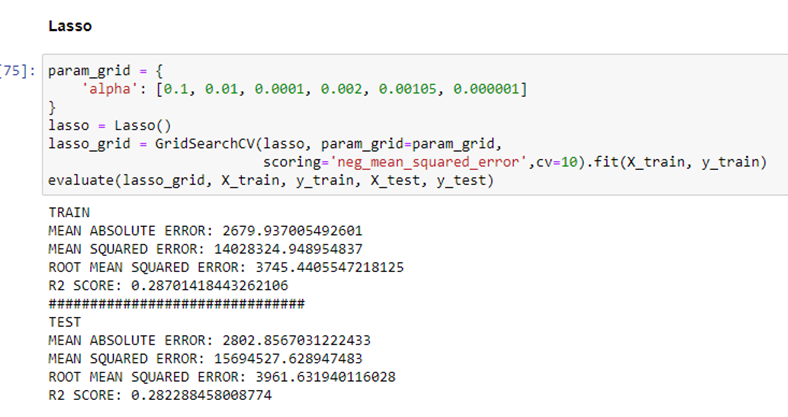 Lasso
[75]: param_grid = {
'alpha': [0.1, 0.01, 0.0001, 0.002, 0.00105, 0.000001]
}
lasso = Lasso()
lasso_grid = GridSearchCV(lasso, param_grid=param_grid,
scoring='neg_mean_squared_error',cv=10).fit(X_train, y_train)
evaluate(lasso_grid, X_train, y_train, X_test, y_test)
TRAIN
MEAN ABSOLUTE ERROR: 2679.937005492601
MEAN SQUARED ERROR: 14028324.948954837
ROOT MEAN SQUARED ERROR: 3745.4405547218125
R2 SCORE: 0.28701418443262106
###############################
TEST
MEAN ABSOLUTE ERROR: 2802.8567031222433
MEAN SQUARED ERROR: 15694527.628947483
ROOT MEAN SQUARED ERROR: 3961.631940116028
R2 SCORE: 0.282288458008774